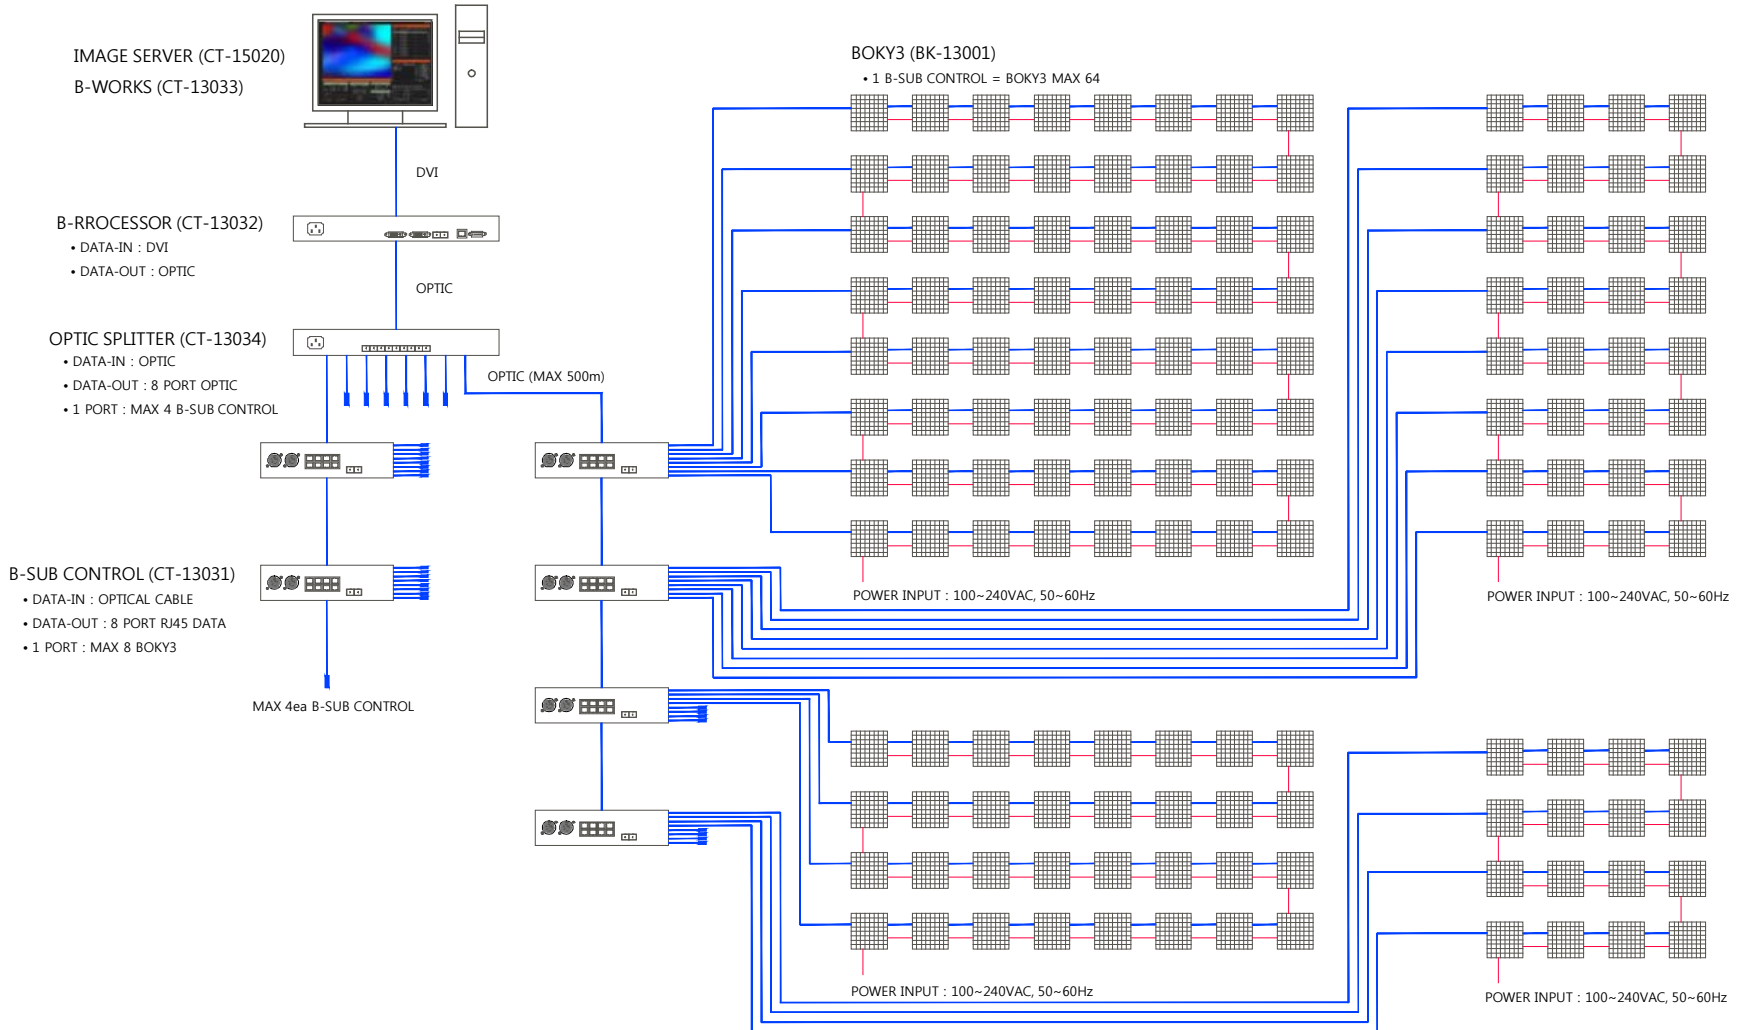 IMAGE SERVER (CT-15020)
B-WORKS (CT-13033)
DVI
B-RROCESSOR (CT-13032)
• DATA-IN : DVI
• DATA-OUT : OPTIC
OPTIC
OPTIC SPLITTER (CT-13034)
• DATA-IN : OPTIC
• DATA-OUT : 8 PORT OPTIC
• 1 PORT : MAX 4 B-SUB CONTROL
OPTIC (MAX 500m)
B-SUB CONTROL (CT-13031)
• DATA-IN : OPTICAL CABLE
• DATA-OUT : 8 PORT RJ45 DATA
• 1 PORT : MAX 8 BOKY3
MAX 4ea B-SUB CONTROL
BOKY3 (BK-13001)
• 1 B-SUB CONTROL = BOKY3 MAX 64
POWER INPUT : 100~240VAC, 50~60Hz
POWER INPUT : 100~240VAC, 50~60Hz
POWER INPUT : 100~240VAC, 50~60Hz
POWER INPUT : 100~240VAC, 50~60Hz